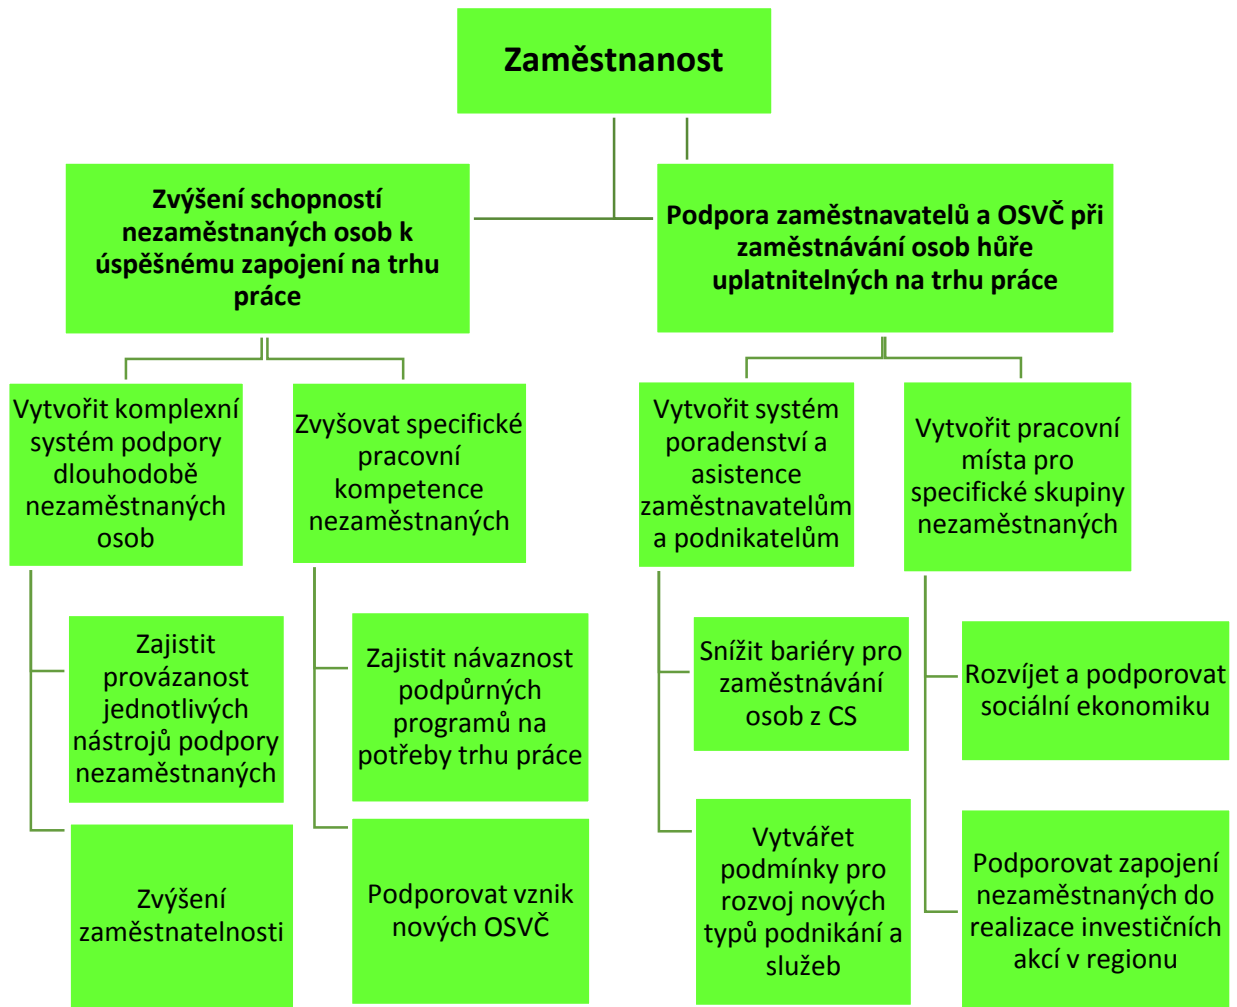 Zaměstnanost
Zvýšení schopností
nezaměstnaných osob k
úspěšnému zapojení na trhu
práce
Podpora zaměstnavatelů a OSVČ při
zaměstnávání osob hůře
uplatnitelných na trhu práce
Vytvořit komplexní
systém podpory
dlouhodobě
nezaměstnaných
osob
Zvyšovat specifické
pracovní
kompetence
nezaměstnaných
Vytvořit systém
poradenství a
asistence
zaměstnavatelům
a podnikatelům
Vytvořit pracovní
místa pro
specifické skupiny
nezaměstnaných
Zajistit
provázanost
jednotlivých
nástrojů podpory
nezaměstnaných
Zajistit návaznost
podpůrných
programů na
potřeby trhu práce
Snížit bariéry pro
zaměstnávání
osob z CS
Rozvíjet a podporovat
sociální ekonomiku
Zvýšení
zaměstnatelnosti
Podporovat vznik
nových OSVČ
Vytvářet
podmínky pro
rozvoj nových
typů podnikání a
služeb
Podporovat zapojení
nezaměstnaných do
realizace investičních
akcí v regionu